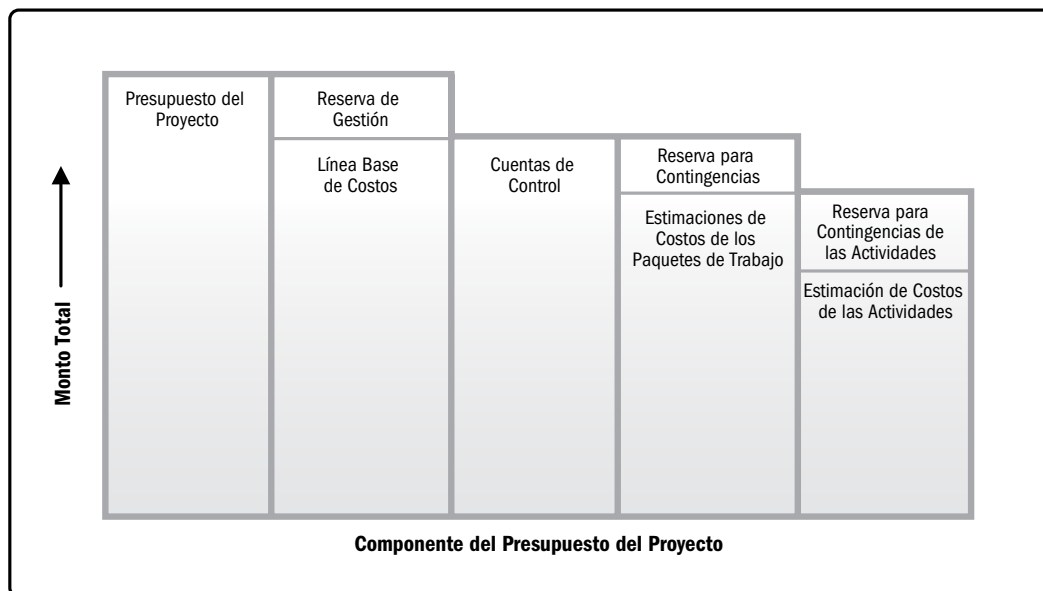 Presupuesto del
Proyecto
Reserva de
Gestión
Línea Base
de Costos
Cuentas de
Control
Reserva para
Contingencias
Estimaciones de
Costos de los
Paquetes de Trabajo
Reserva para
Contingencias de
las Actividades
Estimación de Costos
de las Actividades
Monto Total
Componente del Presupuesto del Proyecto